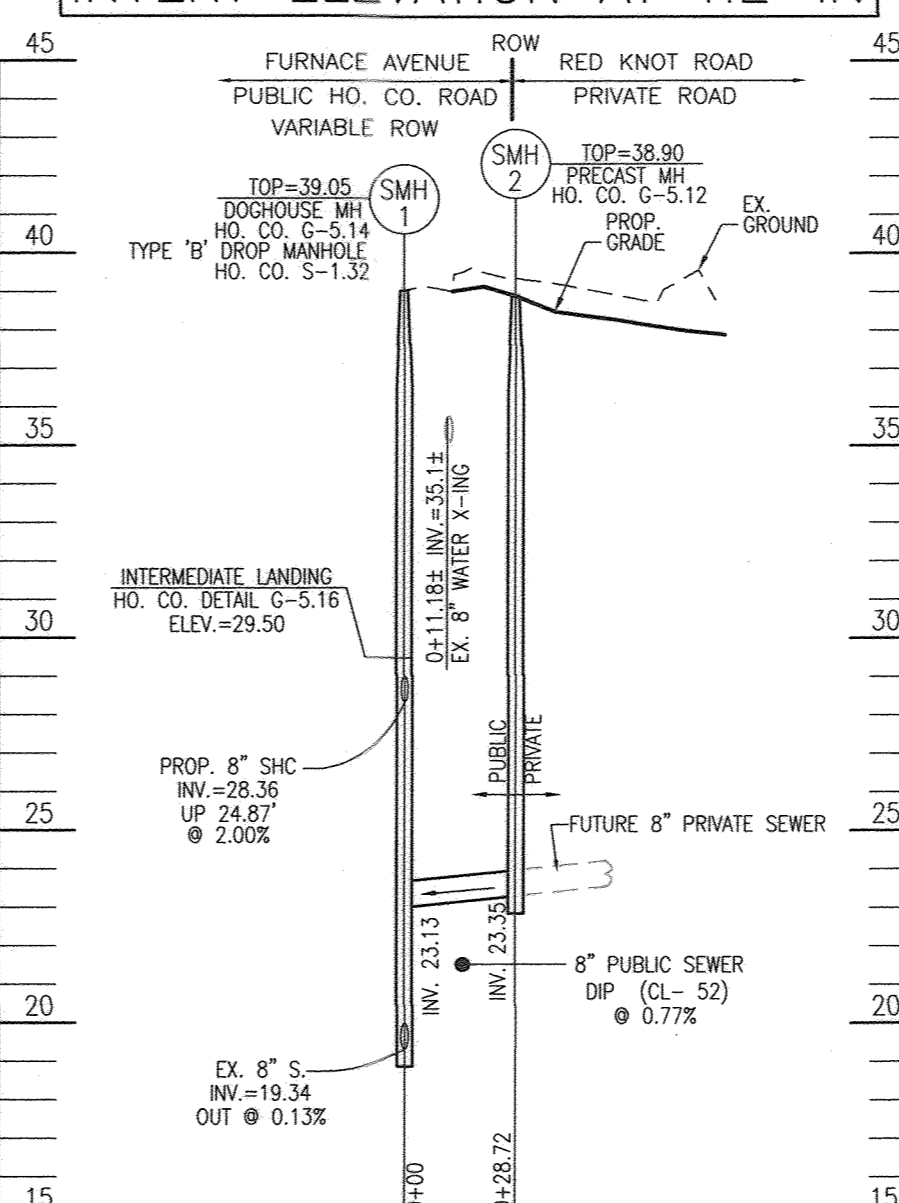 45
45
FURNACE AVENUE
ROW
RED KNOT ROAD
PUBLIC HO. CO. ROAD
PRIVATE ROAD
VARIABLE ROW
TOP=39.05
DOGHOUSE MH
HO. CO. G-5.14
TYPE 'B' DROP MANHOLE
HO. CO. S-1.32
SMH
1
SMH
2
TOP=38.90
PRECAST MH
HO. CO. G-5.12
PROP.
GRADE
EX.
GROUND
40
40
35
35
0+11.18± INV.=35.1±
EX. 8" WATER X-ING
INTERMEDIATE LANDING
HO. CO. DETAIL G-5.16
ELEV.=29.50
30
30
PROP. 8" SHC
INV.=28.36
UP 24.87'
@ 2.00%
PUBLIC
PRIVATE
25
25
FUTURE 8" PRIVATE SEWER
INV. 23.13
INV. 23.35
8" PUBLIC SEWER
DIP (CL- 52)
@ 0.77%
20
20
EX. 8" S.
INV.=19.34
OUT @ 0.13%
+00
+28.72
15
15